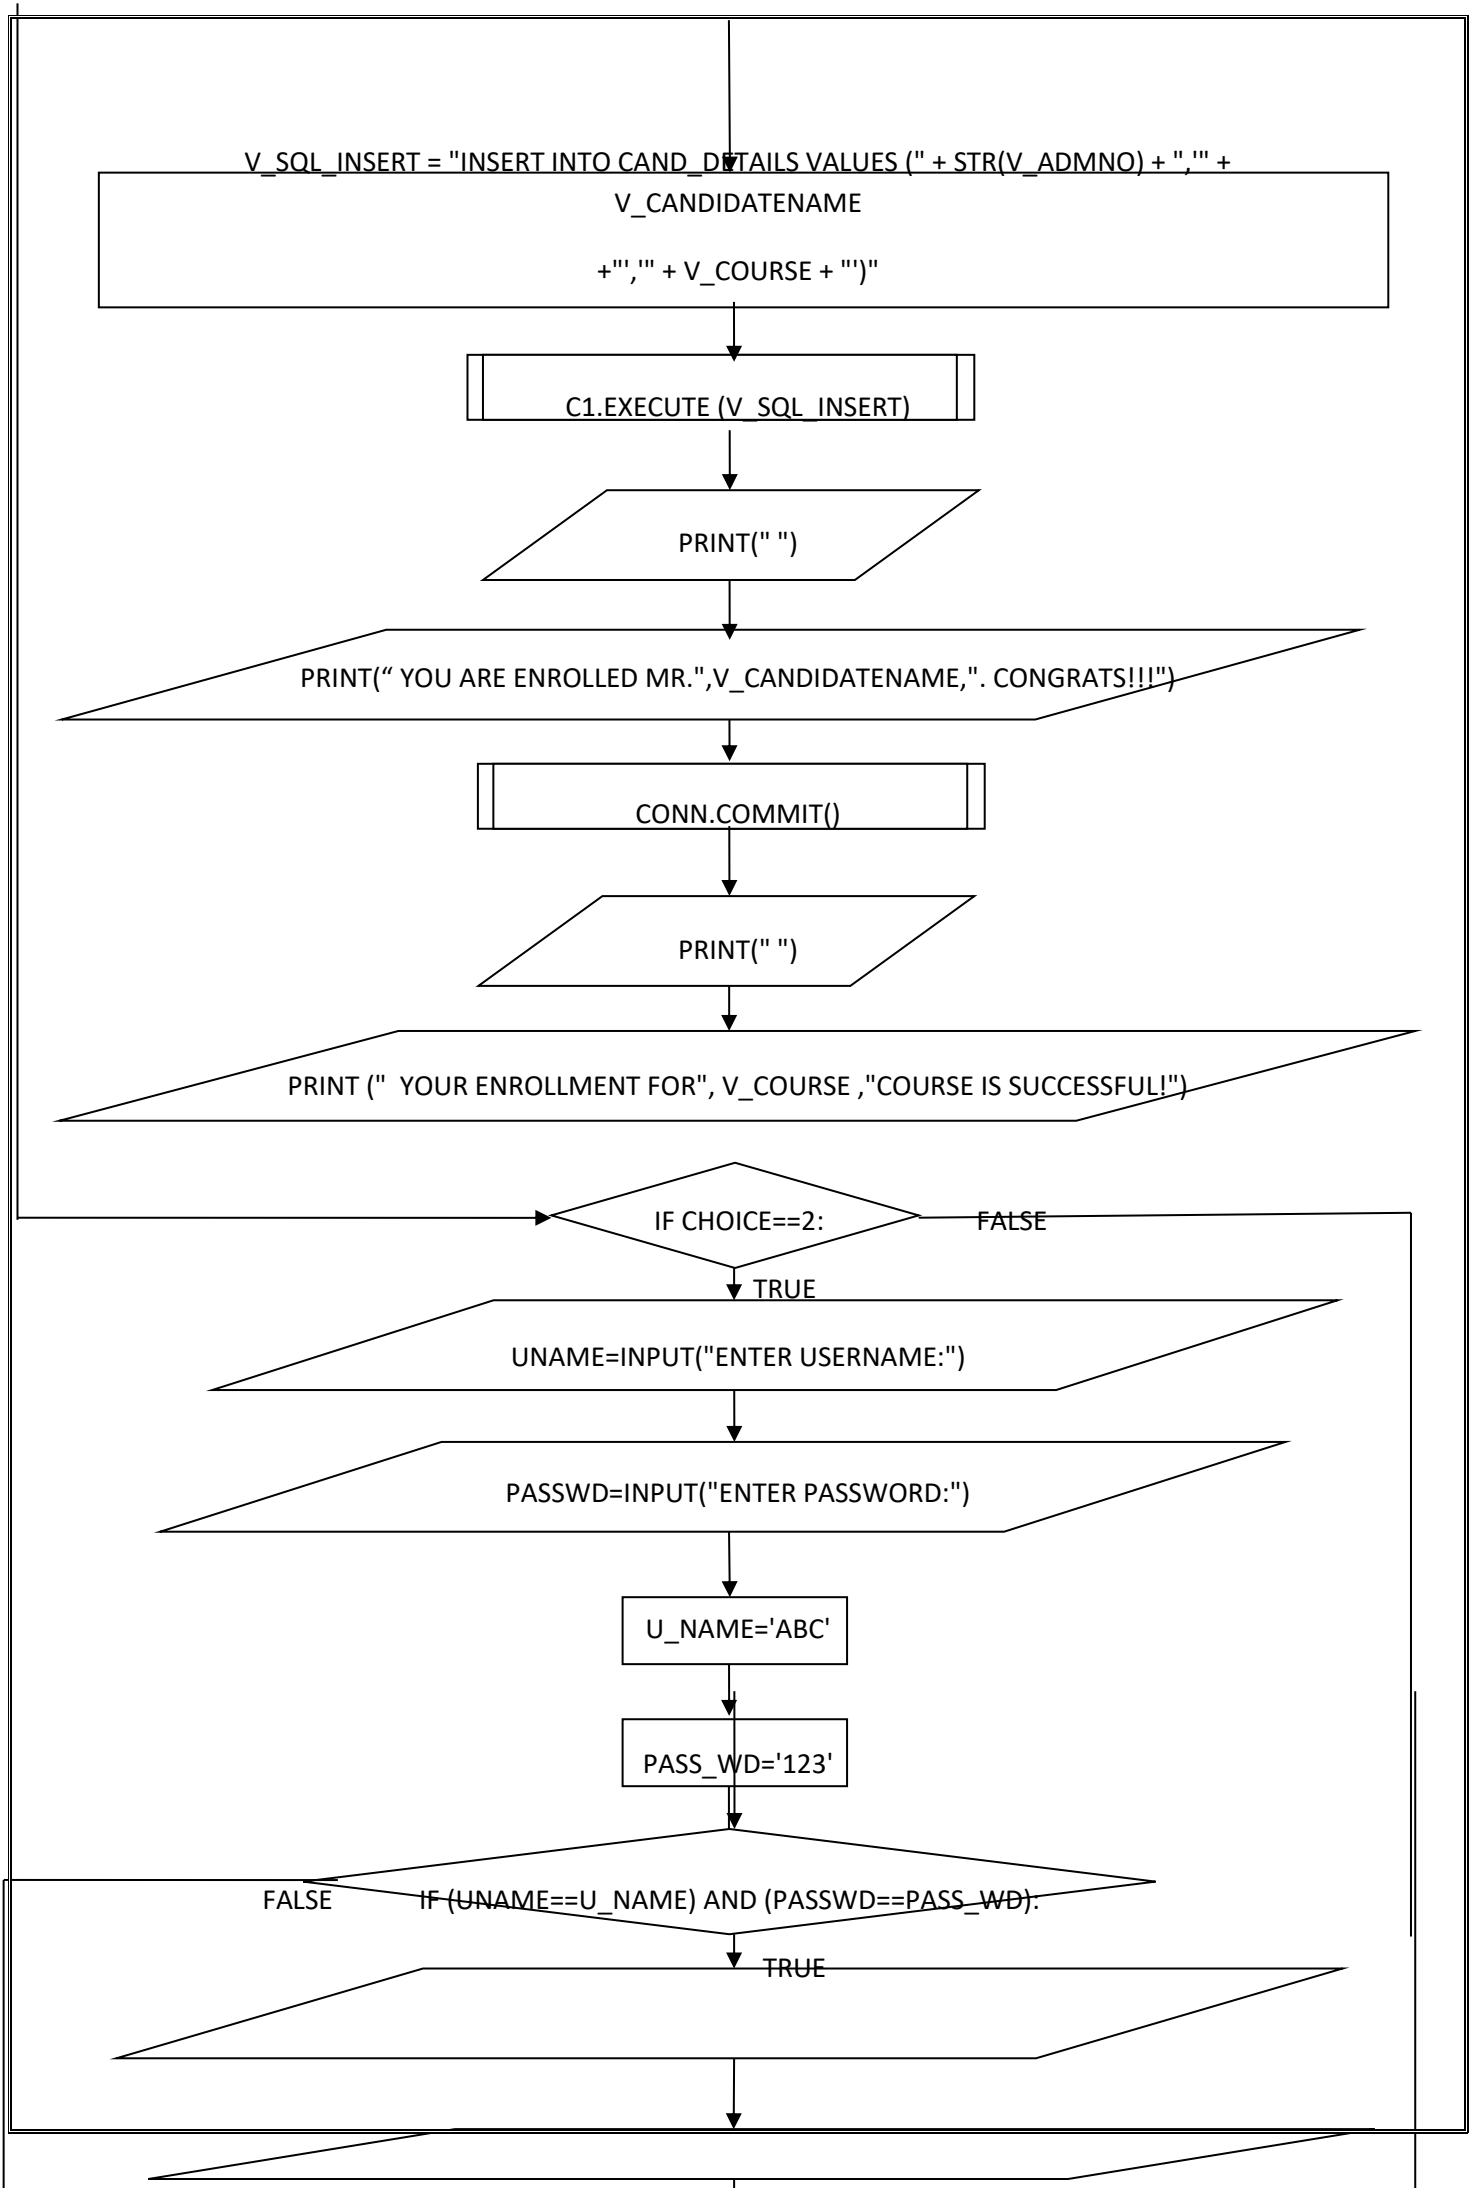 V_SQL_INSERT = "INSERT INTO CAND_DETAILS VALUES (" + STR(V_ADMNO) + ",'" +
V_CANDIDATENAME
+"','" + V_COURSE + "')"
C1.EXECUTE (V_SQL_INSERT)
PRINT(" ")
PRINT(“ YOU ARE ENROLLED MR.",V_CANDIDATENAME,". CONGRATS!!!")
CONN.COMMIT()
PRINT(" ")
PRINT ("  YOUR ENROLLMENT FOR", V_COURSE ,"COURSE IS SUCCESSFUL!")
IF CHOICE==2: FALSE
TRUE
UNAME=INPUT("ENTER USERNAME:")
PASSWD=INPUT("ENTER PASSWORD:")
U_NAME='ABC'
PASS_WD='123'
FALSE IF (UNAME==U_NAME) AND (PASSWD==PASS_WD):
TRUE